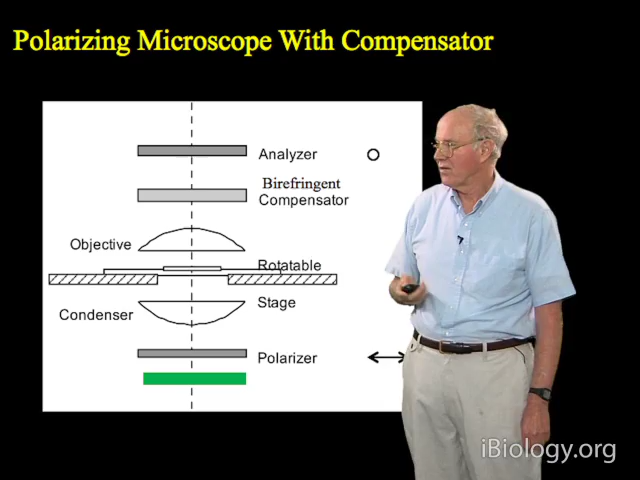 Polarizing Microscope With Compensator
Analyzer
Birefringent
Compensator
Objective
Rotatable
Stage
Condenser
Polarizer
iBiology.org